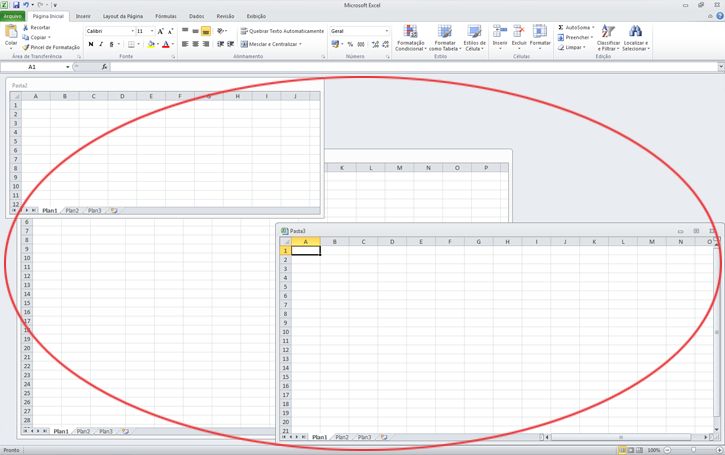 Microsoft Excel
Arquivo Página Inicial Inserir Layout da Página Fórmulas Dados Revisão Exibição
Colar
Recortar
Copiar
Pincel de Formatação
Área de Transferência
Calibri 11
N I S
Fonte
Quebrar Texto Automaticamente
Mesclar e Centralizar
Alinhamento
Geral
% 000
Número
Formatação Condicional
Formatar como Tabela
Estilos de Célula
Estilo
Inserir Excluir Formatar
Células
AutoSoma
Preencher
Limpar
Classificar e Filtrar
Localizar e Selecionar
Edição
A1 fx
Pasta2
A B C D E F G H I J
1
2
3
4
5
6
7
8
9
10
11
12
Plan1 Plan2 Plan3
K L M N O P
6
7
8
9
10
11
12
13
14
15
16
17
18
19
20
21
22
23
24
25
26
27
28
Plan1 Plan2 Plan3
Pasta3
A B C D E F G H I J K L M N O
1
2
3
4
5
6
7
8
9
10
11
12
13
14
15
16
17
18
19
20
21
Plan1 Plan2 Plan3
Pronto 100%